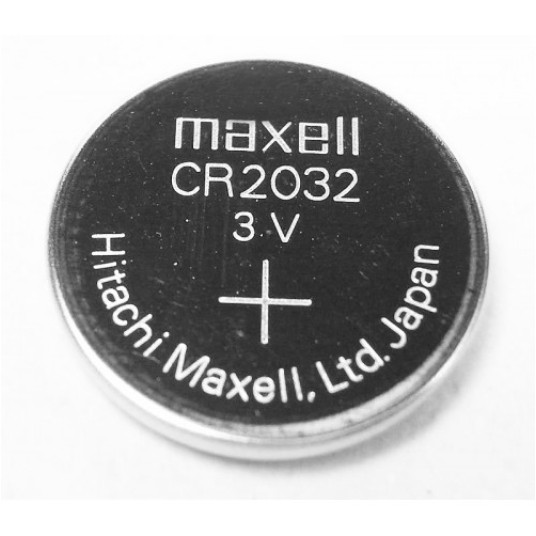 maxell
CR2032
3 V
+
Hitachi Maxell, Ltd. Japan